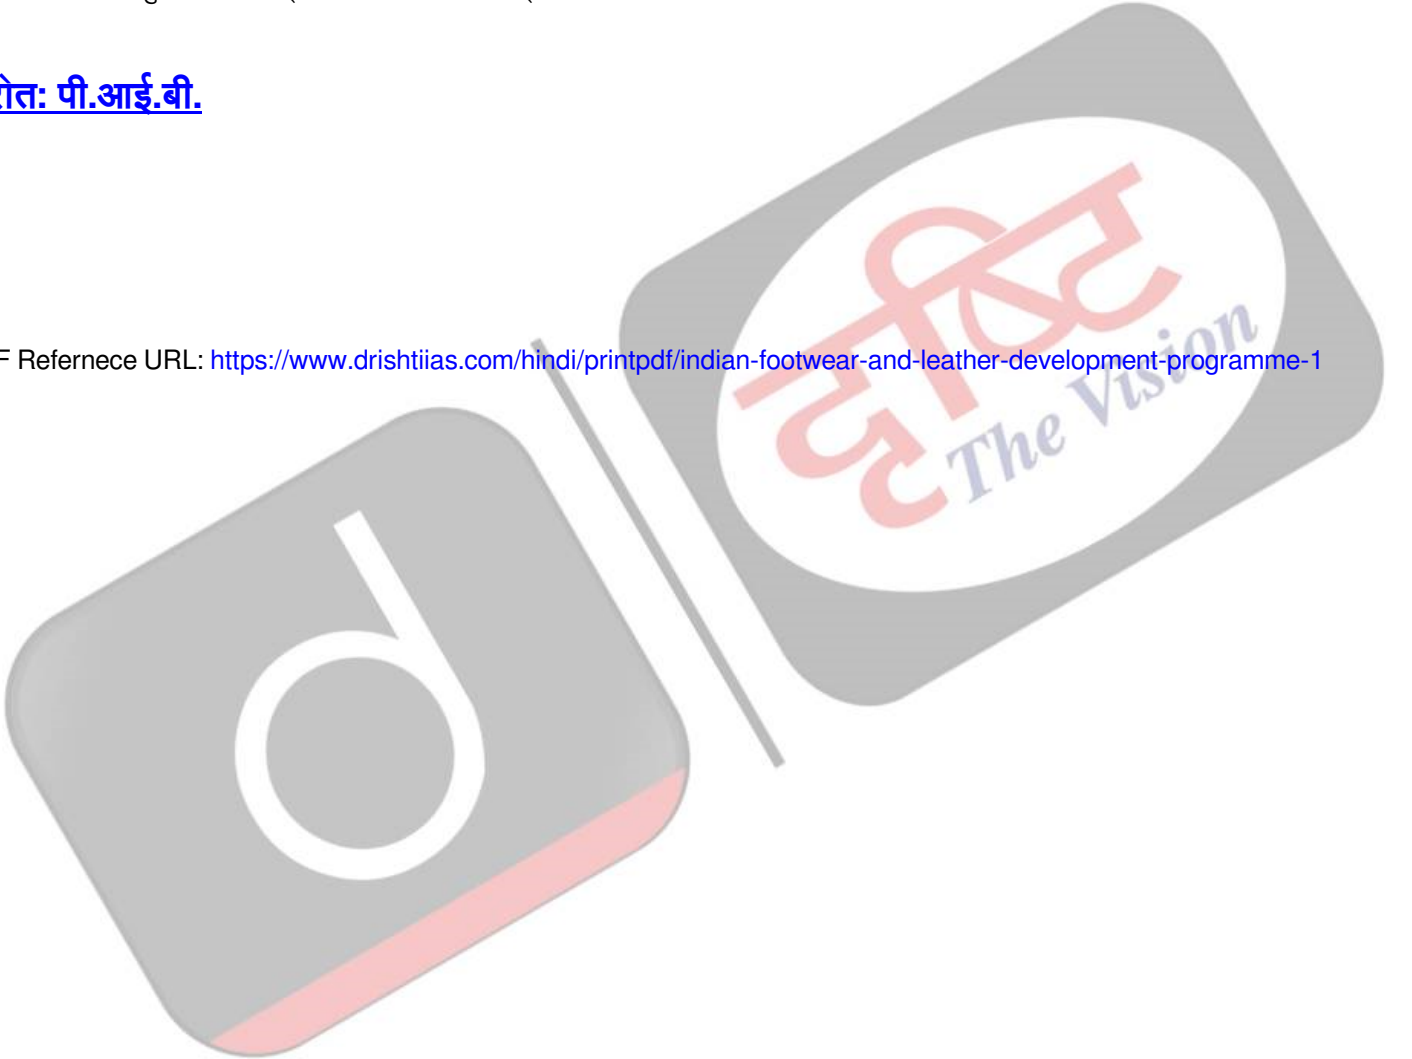 रोत: पी.आई.बी.
F Refernece URL: https://www.drishtiias.com/hindi/printpdf/indian-footwear-and-leather-development-programme-1
दृष्टि
The Vision
d